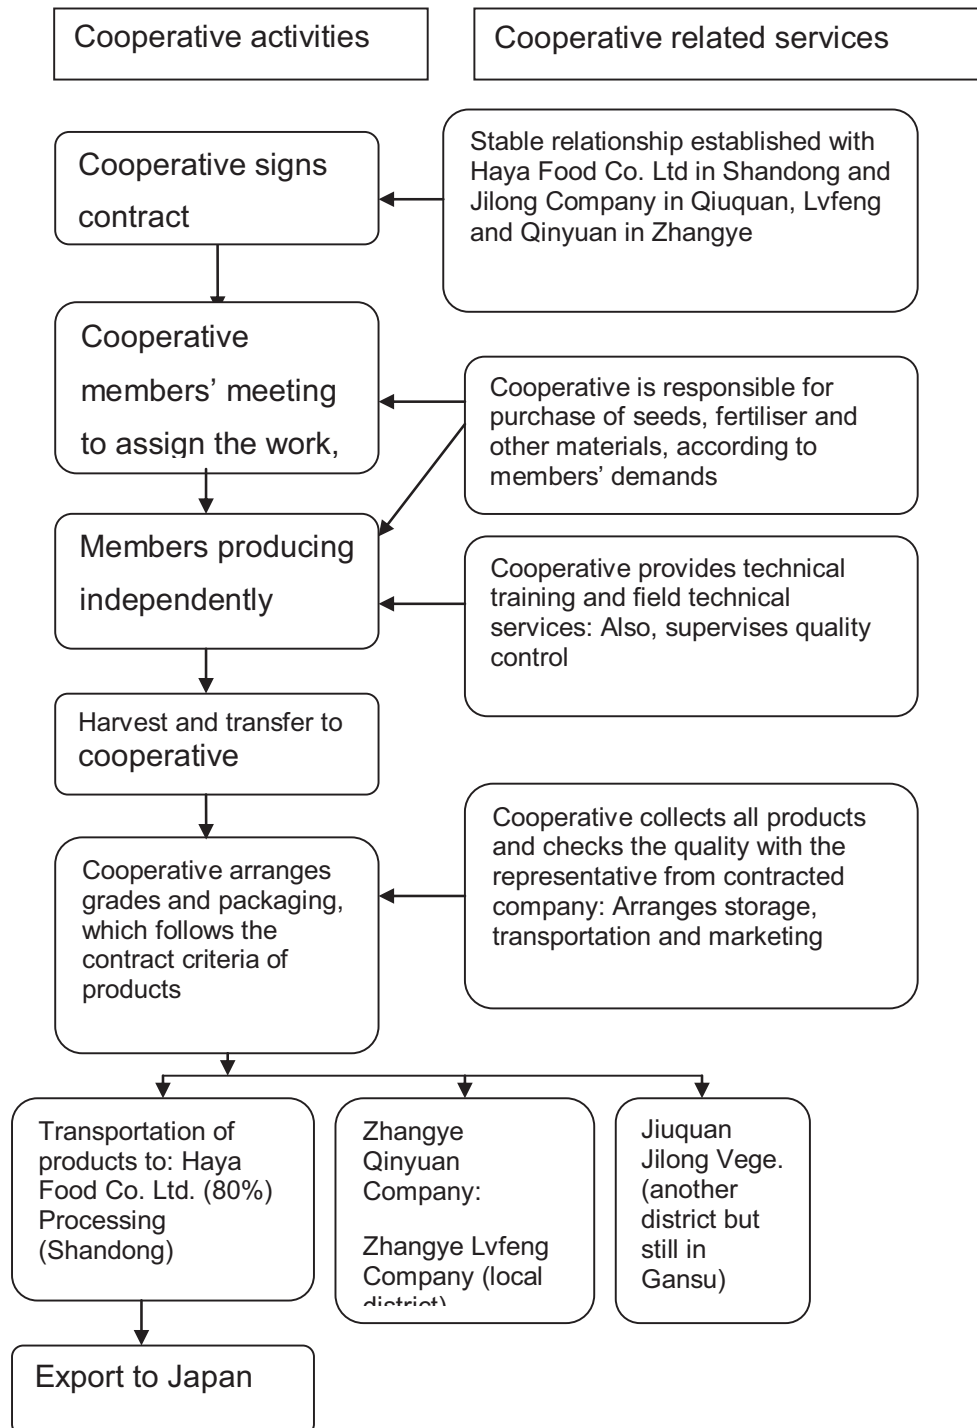 Cooperative activities
Cooperative related services
Cooperative signs
contract
Stable relationship established with
Haya Food Co. Ltd in Shandong and
Jilong Company in Qiuquan, Lvfeng
and Qinyuan in Zhangye
Cooperative
members’ meeting
to assign the work,
Cooperative is responsible for
purchase of seeds, fertiliser and
other materials, according to
members’ demands
Members producing
independently
Cooperative provides technical
training and field technical
services: Also, supervises quality
control
Harvest and transfer to
cooperative
Cooperative arranges
grades and packaging,
which follows the
contract criteria of
products
Cooperative collects all products
and checks the quality with the
representative from contracted
company: Arranges storage,
transportation and marketing
Transportation of
products to: Haya
Food Co. Ltd. (80%)
Processing
(Shandong)
Zhangye
Qinyuan
Company:
Zhangye Lvfeng
Company (local
district)
Jiuquan
Jilong Vege.
(another
district but
still in
Gansu)
Export to Japan